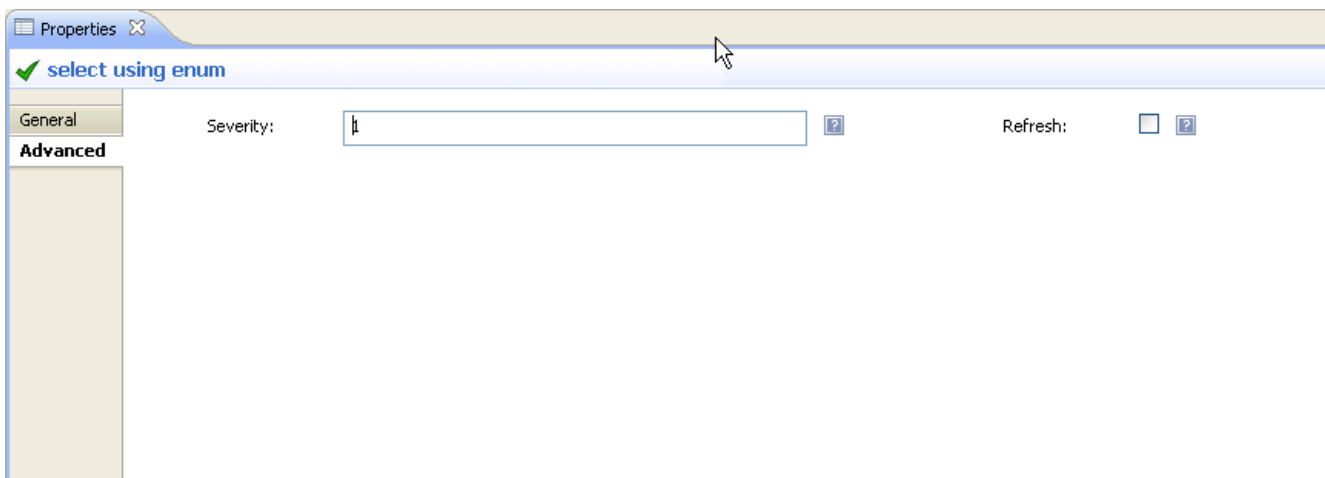 Properties
select using enum
General
Severity: 1 ? Refresh: ?
Advanced